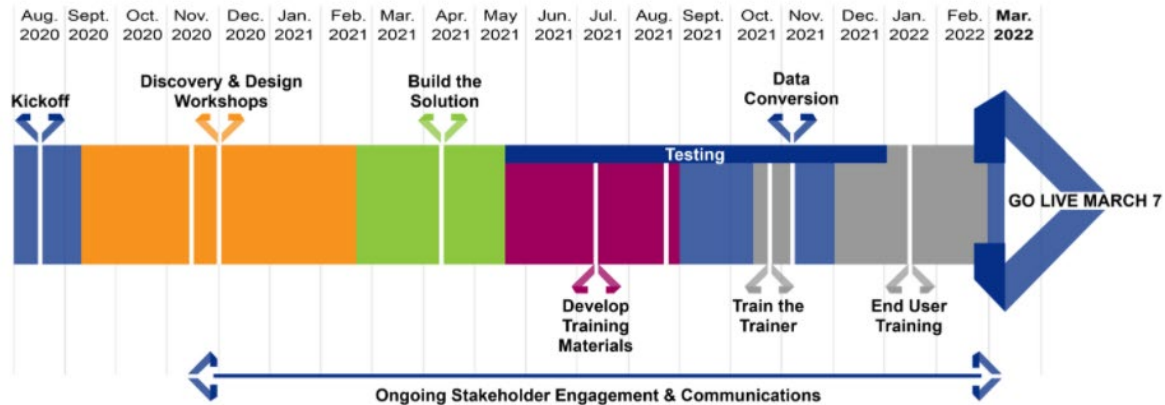 Aug. Sept. Oct. Nov. Dec. Jan. Feb. Mar. Apr. May Jun. Jul. Aug. Sept. Oct. Nov. Dec. Jan. Feb. Mar.
2020 2020 2020 2020 2020 2021 2021 2021 2021 2021 2021 2021 2021 2021 2021 2021 2021 2022 2022 2022
Kickoff
Discovery & Design
Workshops
Build the
Solution
Data
Conversion
Testing
GO LIVE MARCH 7
Develop
Training
Materials
Train the
Trainer
End User
Training
Ongoing Stakeholder Engagement & Communications